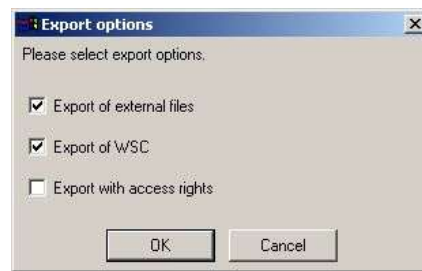 Export options
Please select export options.
Export of external files
Export of WSC
Export with access rights
OK Cancel